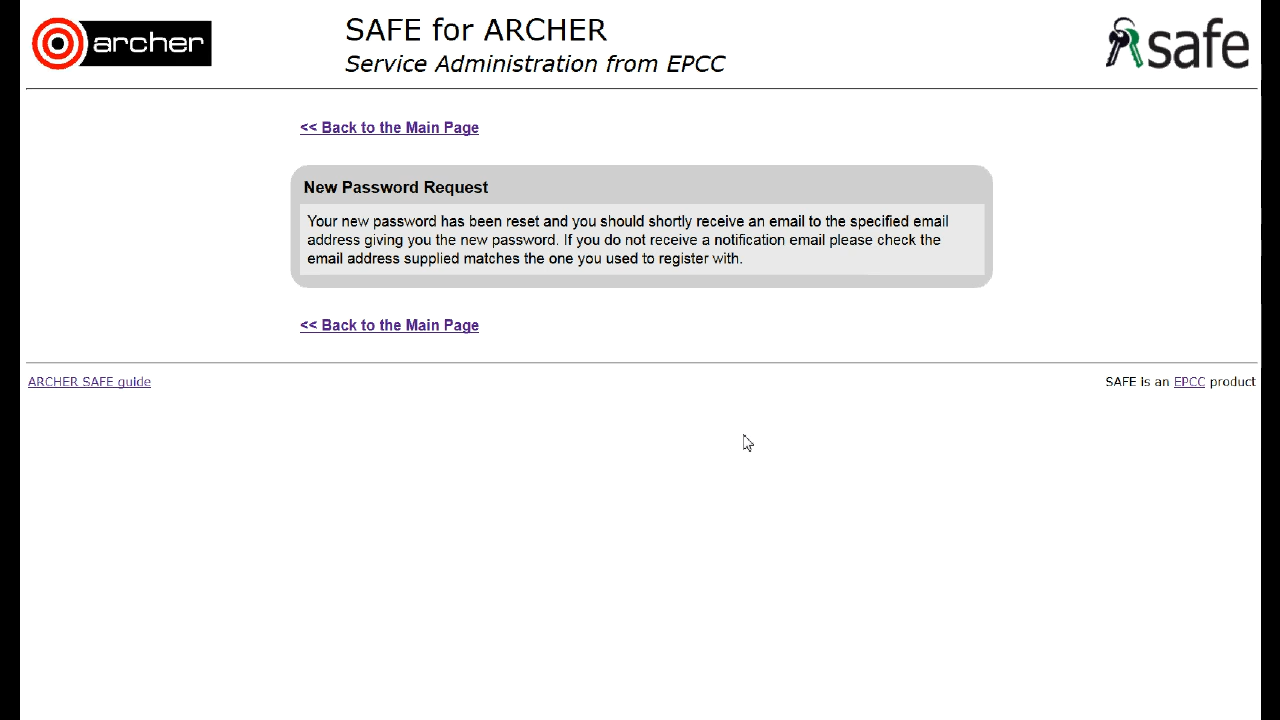 archer
SAFE for ARCHER
Service Administration from EPCC
safe
<< Back to the Main Page
New Password Request
Your new password has been reset and you should shortly receive an email to the specified email
address giving you the new password. If you do not receive a notification email please check the
email address supplied matches the one you used to register with.
<< Back to the Main Page
ARCHER SAFE guide
SAFE is an EPCC product